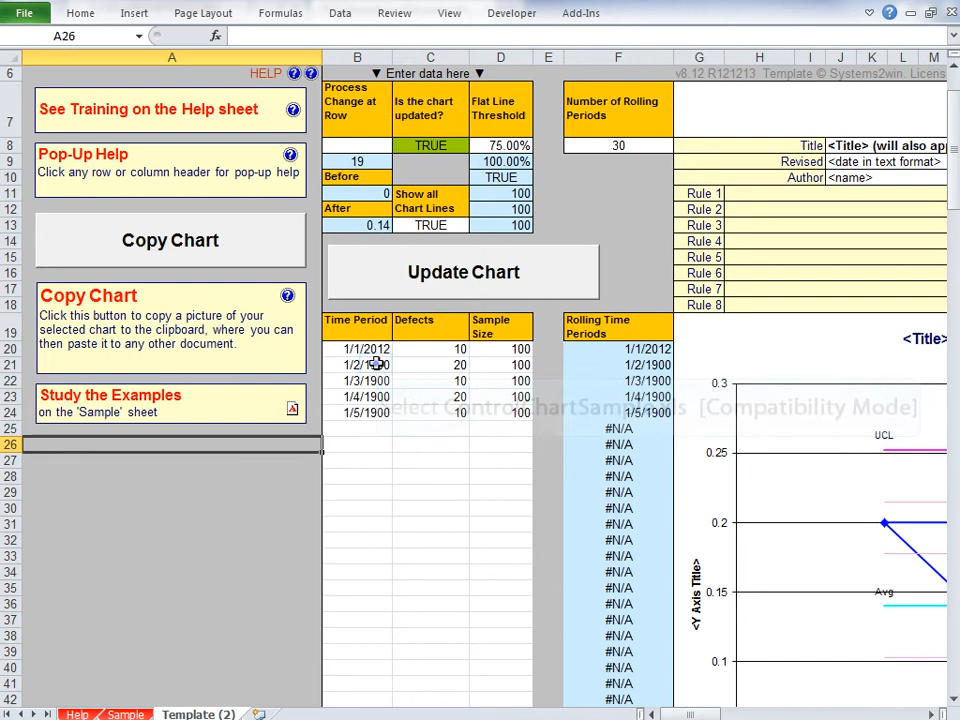 File Home Insert Page Layout Formulas Data Review View Developer Add-Ins
A26 fx
A B C D E F G H I J K L M
6 HELP ▼ Enter data here ▼ v8.12 R121213 Template © Systems2win. Licen
7 See Training on the Help sheet
Process Change at Row
Is the chart updated?
Flat Line Threshold
Number of Rolling Periods
8 TRUE 75.00% 30 Title <Title> (will also app
Pop-Up Help
Click any row or column header for pop-up help
9 19 100.00% Revised <date in text format>
10 Before TRUE Author <name>
11 0 Show all Chart Lines 100 Rule 1
12 After 100 Rule 2
13 0.14 TRUE 100 Rule 3
14 Rule 4
15 Rule 5
16 Rule 6
17 Rule 7
18 Rule 8
Copy Chart
Update Chart
Copy Chart
Click this button to copy a picture of your
selected chart to the clipboard, where you can
then paste it to any other document.
19 Time Period Defects Sample Size Rolling Time Periods <Title>
20 1/1/2012 10 100 1/1/2012
21 1/2/1900 20 100 1/2/1900
22 1/3/1900 10 100 1/3/1900
23 1/4/1900 20 100 1/4/1900
24 1/5/1900 10 100 1/5/1900
Study the Examples
on the 'Sample' sheet
Select ControlChartSample.xls [Compatibility Mode]
25 #N/A
26 #N/A
27 #N/A
28 #N/A
29 #N/A
30 #N/A
31 #N/A
32 #N/A
33 #N/A
34 #N/A
35 #N/A
36 #N/A
37 #N/A
38 #N/A
39 #N/A
40 #N/A
41 #N/A
42 #N/A
0.3
UCL
0.25
0.2
<Y Axis Title>
0.15
Avg
0.1
Help Sample Template (2)